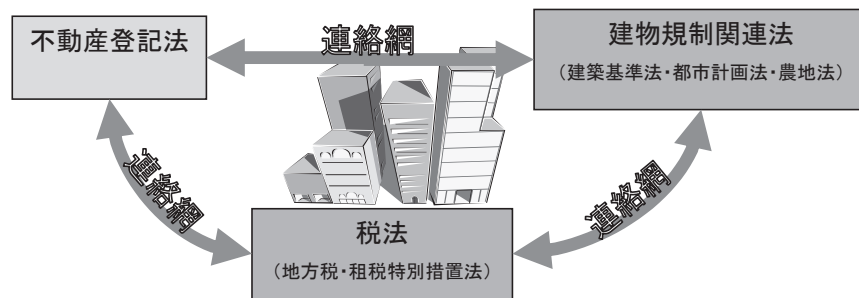 不動産登記法
連絡網
建物規制関連法
（建築基準法・都市計画法・農地法）
連絡網
連絡網
税法
（地方税・租税特別措置法）